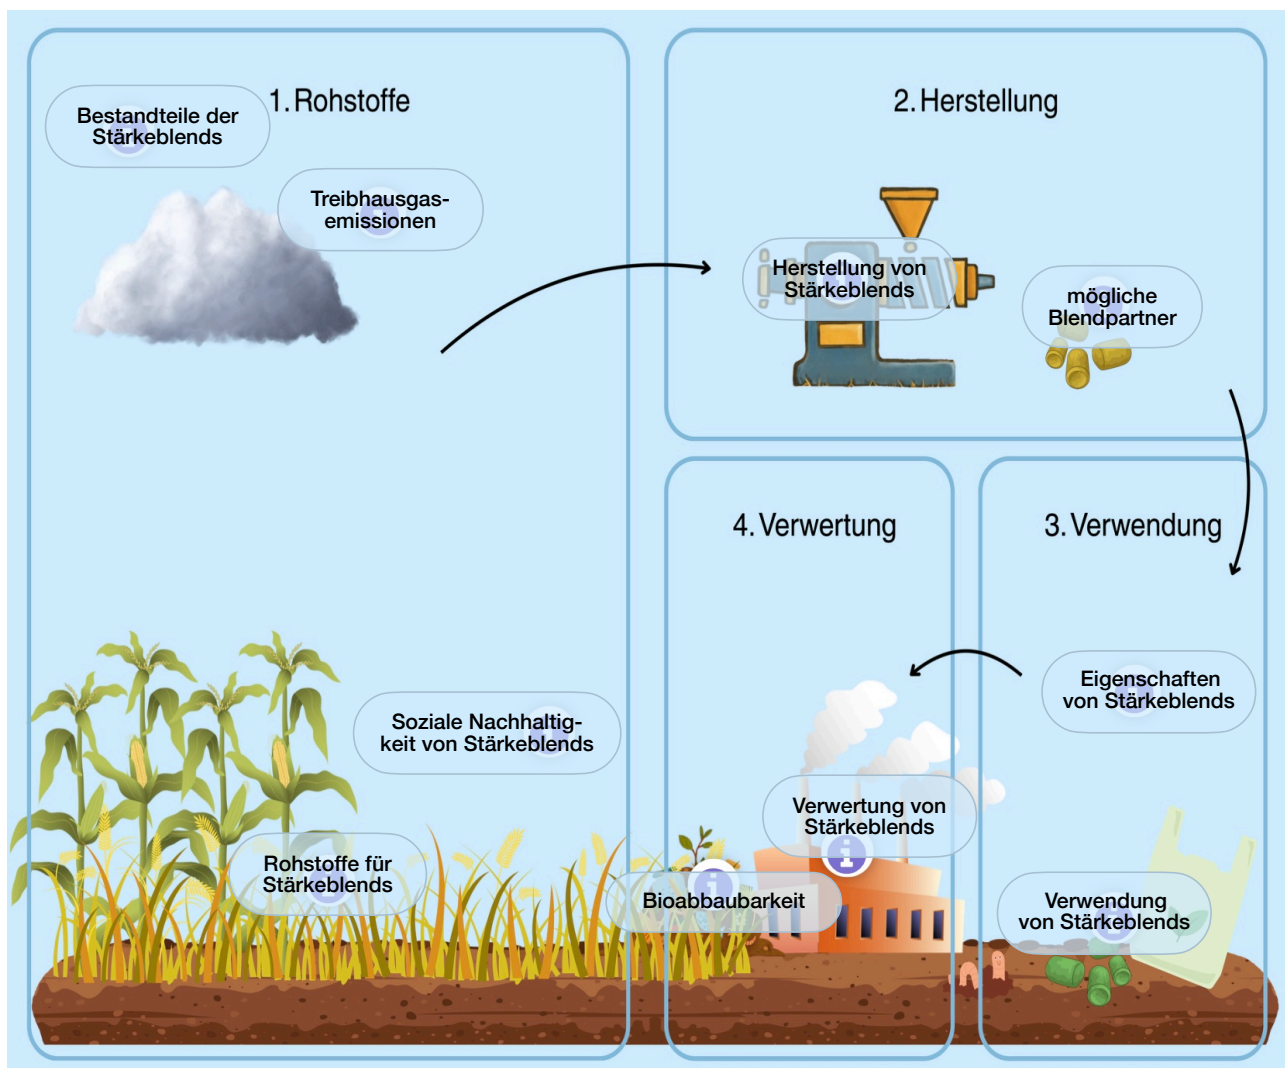 1. Rohstoffe
Bestandteile der
Stärkeblends
Treibhausgas-
emissionen
Soziale Nachhaltig-
keit von Stärkeblends
Rohstoffe für
Stärkeblends
2. Herstellung
Herstellung von
Stärkeblends
mögliche
Blendpartner
3. Verwendung
Eigenschaften
von Stärkeblends
Verwendung
von Stärkeblends
4. Verwertung
Verwertung von
Stärkeblends
Bioabbaubarkeit